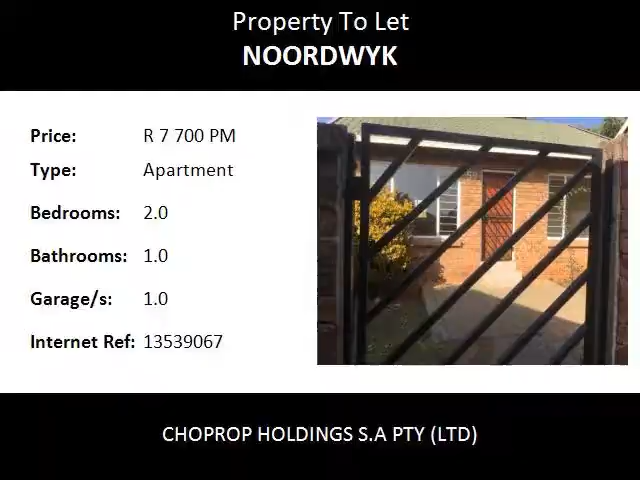 Property To Let
NOORDWYK
Price: R 7 700 PM
Type: Apartment
Bedrooms: 2.0
Bathrooms: 1.0
Garage/s: 1.0
Internet Ref: 13539067
CHOPROP HOLDINGS S.A PTY (LTD)